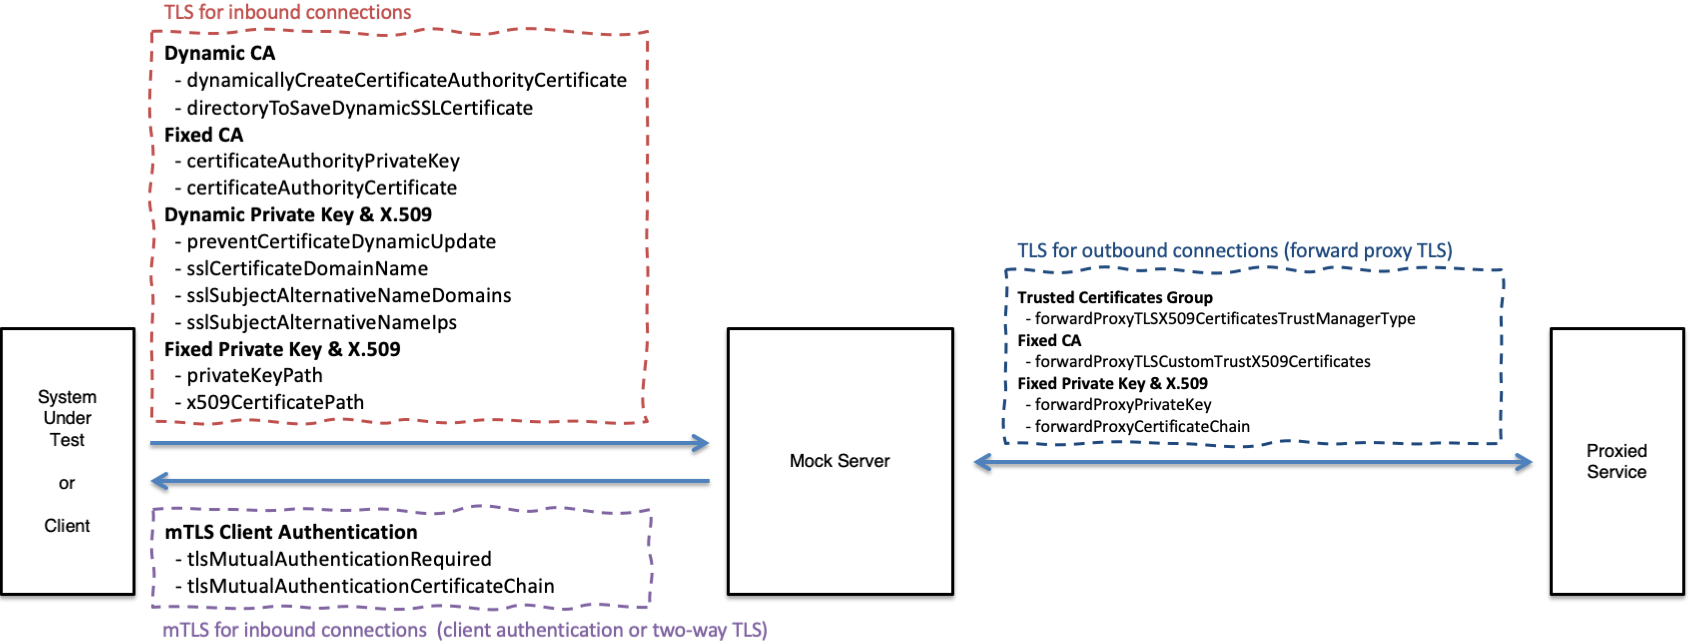 TLS for inbound connections
Dynamic CA
- dynamicallyCreateCertificateAuthorityCertificate
- directoryToSaveDynamicSSLCertificate
Fixed CA
- certificateAuthorityPrivateKey
- certificateAuthorityCertificate
Dynamic Private Key & X.509
- preventCertificateDynamicUpdate
- sslCertificateDomainName
- sslSubjectAlternativeNameDomains
- sslSubjectAlternativeNameIps
Fixed Private Key & X.509
- privateKeyPath
- x509CertificatePath
System
Under
Test
or
Client
mTLS Client Authentication
- tlsMutualAuthenticationRequired
- tlsMutualAuthenticationCertificateChain
mTLS for inbound connections (client authentication or two-way TLS)
Mock Server
TLS for outbound connections (forward proxy TLS)
Trusted Certificates Group
- forwardProxyTLSX509CertificatesTrustManagerType
Fixed CA
- forwardProxyTLSCustomTrustX509Certificates
Fixed Private Key & X.509
- forwardProxyPrivateKey
- forwardProxyCertificateChain
Proxied
Service